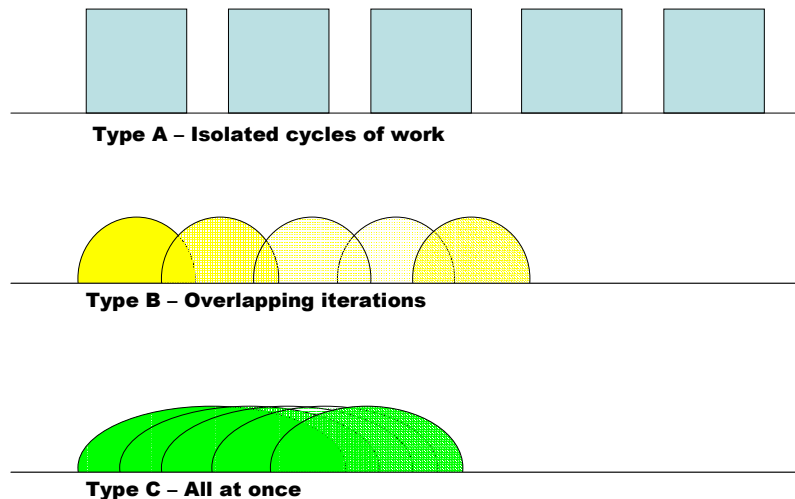 Type A – Isolated cycles of work
Type B – Overlapping iterations
Type C – All at once